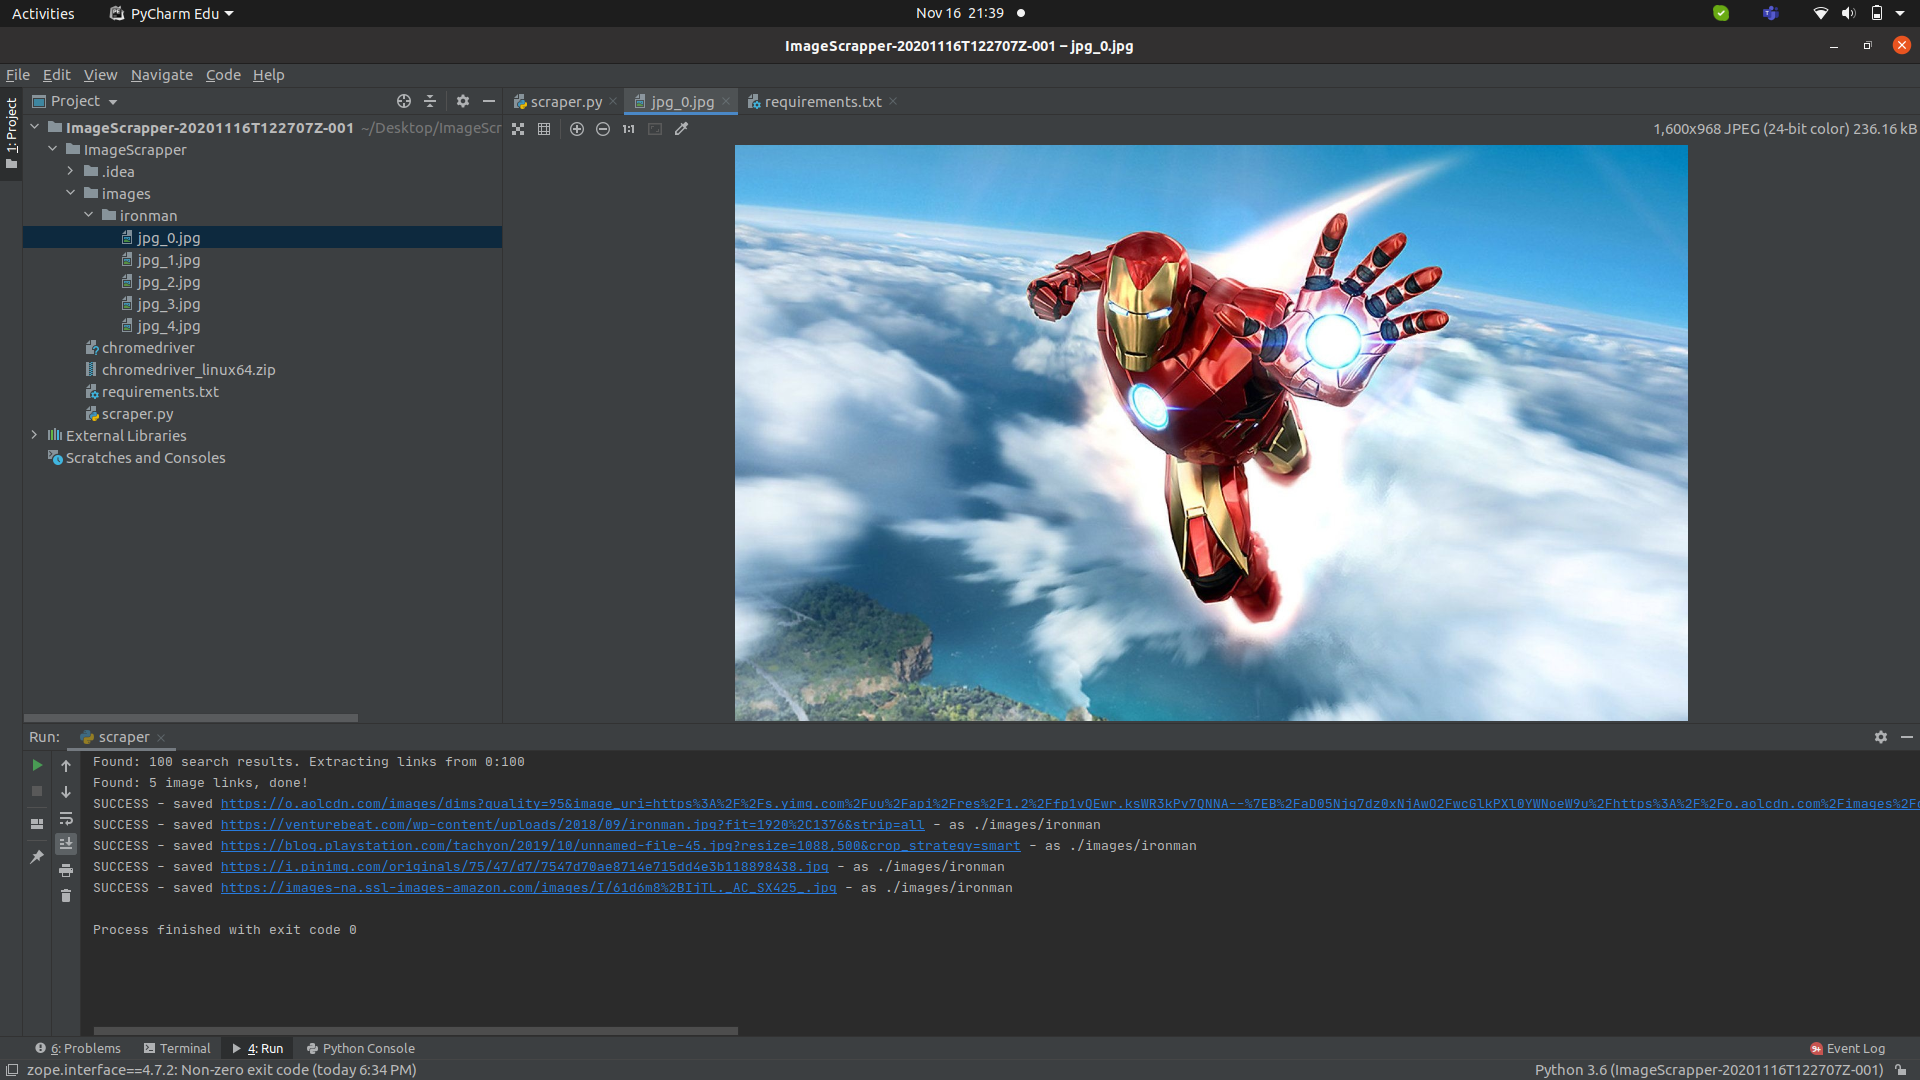 Activities PyCharm Edu Nov 16 21:39
ImageScrapper-20201116T122707Z-001 – jpg_0.jpg
File Edit View Navigate Code Help
1: Project
Project scraper.py jpg_0.jpg requirements.txt
ImageScrapper-20201116T122707Z-001 ~/Desktop/ImageScr
1:1 1,600x968 JPEG (24-bit color) 236.16 kB
ImageScrapper
.idea
images
ironman
jpg_0.jpg
jpg_1.jpg
jpg_2.jpg
jpg_3.jpg
jpg_4.jpg
chromedriver
chromedriver_linux64.zip
requirements.txt
scraper.py
External Libraries
Scratches and Consoles
Run: scraper
Found: 100 search results. Extracting links from 0:100
Found: 5 image links, done!
SUCCESS - saved https://o.aolcdn.com/images/dims?quality=95&image_uri=https%3A%2F%2Fs.yimg.com%2Fuu%2Fapi%2Fres%2F1.2%2Ffp1vQEwr.ksWR3kPv7QNNA--%7EB%2FaD05Njg7dz0xNjAwO2FwcGlkPXl0YWNoeW9u%2Fhttps%3A%2F%2Fo.aolcdn.com%2Fimages%2F
SUCCESS - saved https://venturebeat.com/wp-content/uploads/2018/09/ironman.jpg?fit=1920%2C1376&strip=all - as ./images/ironman
SUCCESS - saved https://blog.playstation.com/tachyon/2019/10/unnamed-file-45.jpg?resize=1088,500&crop_strategy=smart - as ./images/ironman
SUCCESS - saved https://i.pinimg.com/originals/75/47/d7/7547d70ae8714e715dd4e3b118898438.jpg - as ./images/ironman
SUCCESS - saved https://images-na.ssl-images-amazon.com/images/I/61d6m8%2BIjTL._AC_SX425_.jpg - as ./images/ironman
Process finished with exit code 0
6: Problems Terminal 4: Run Python Console 9+ Event Log
zope.interface==4.7.2: Non-zero exit code (today 6:34 PM) Python 3.6 (ImageScrapper-20201116T122707Z-001)